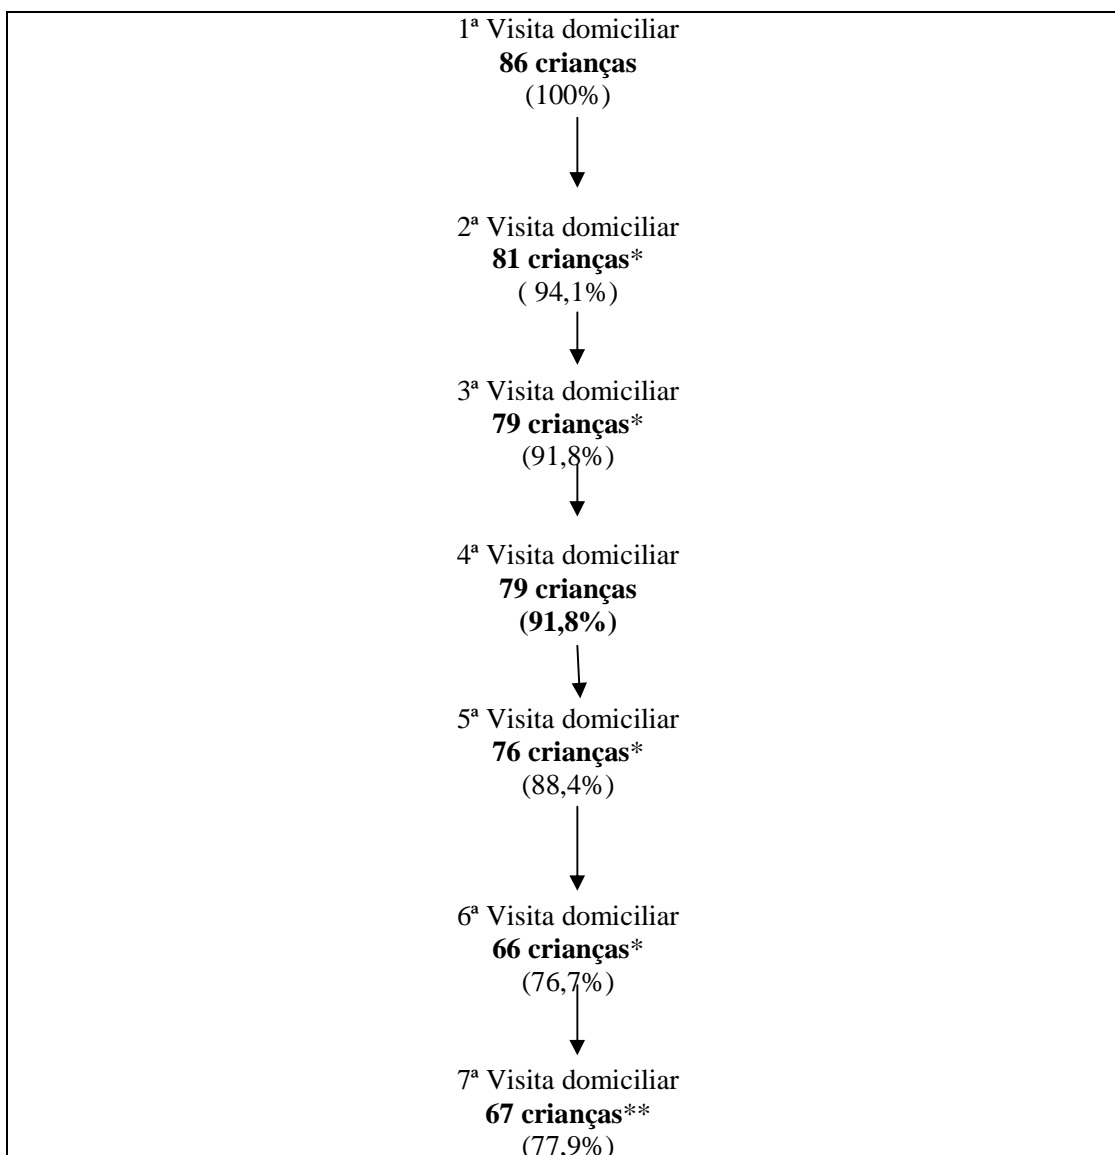 1ª Visita domiciliar
86 crianças
(100%)
2ª Visita domiciliar
81 crianças*
( 94,1%)
3ª Visita domiciliar
79 crianças*
(91,8%)
4ª Visita domiciliar
79 crianças
(91,8%)
5ª Visita domiciliar
76 crianças*
(88,4%)
6ª Visita domiciliar
66 crianças*
(76,7%)
7ª Visita domiciliar
67 crianças**
(77,9%)